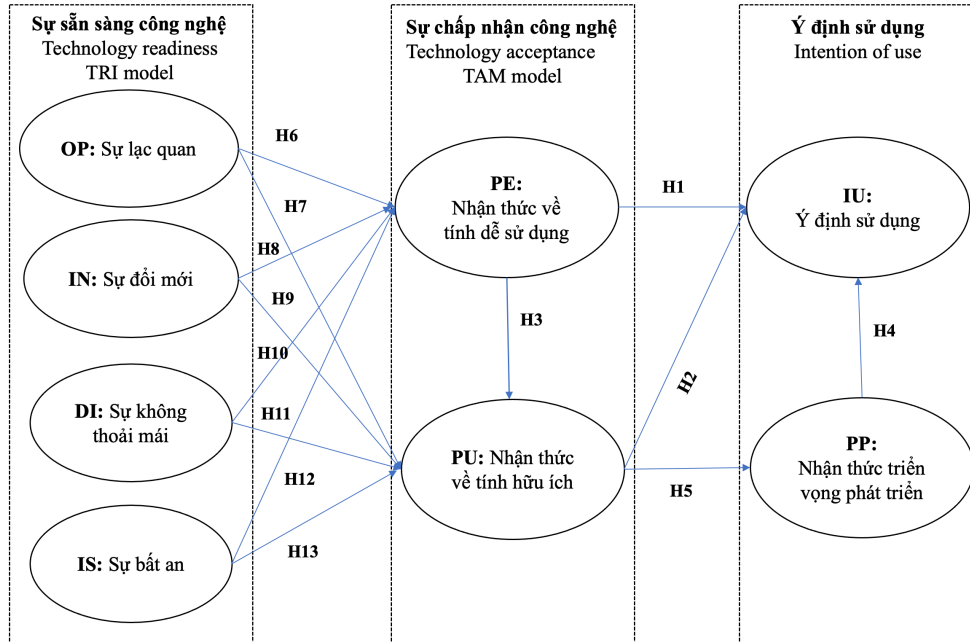 Sự sẵn sàng công nghệ
Technology readiness
TRI model
Sự chấp nhận công nghệ
Technology acceptance
TAM model
Ý định sử dụng
Intention of use
OP: Sự lạc quan
IN: Sự đổi mới
DI: Sự không
thoải mái
IS: Sự bất an
H6
H7
H8
H9
H10
H11
H12
H13
PE:
Nhận thức về
tính dễ sử dụng
H3
PU: Nhận thức
về tính hữu ích
H1
H2
H5
IU:
Ý định sử dụng
H4
PP:
Nhận thức triển
vọng phát triển